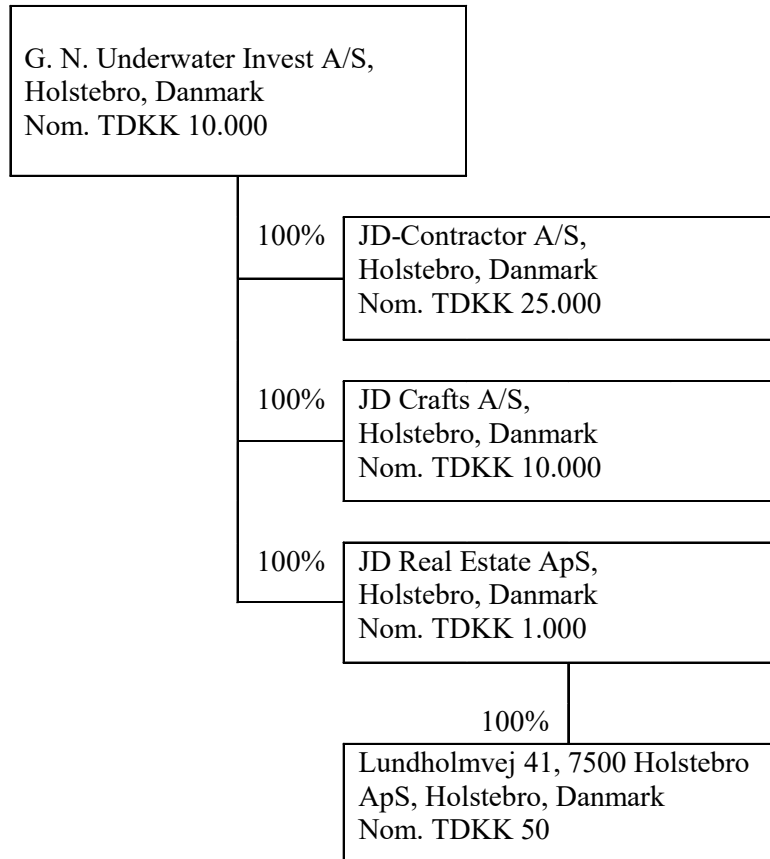 G. N. Underwater Invest A/S,
Holstebro, Danmark
Nom. TDKK 10.000
100%
JD-Contractor A/S,
Holstebro, Danmark
Nom. TDKK 25.000
100%
JD Crafts A/S,
Holstebro, Danmark
Nom. TDKK 10.000
100%
JD Real Estate ApS,
Holstebro, Danmark
Nom. TDKK 1.000
100%
Lundholmvej 41, 7500 Holstebro
ApS, Holstebro, Danmark
Nom. TDKK 50